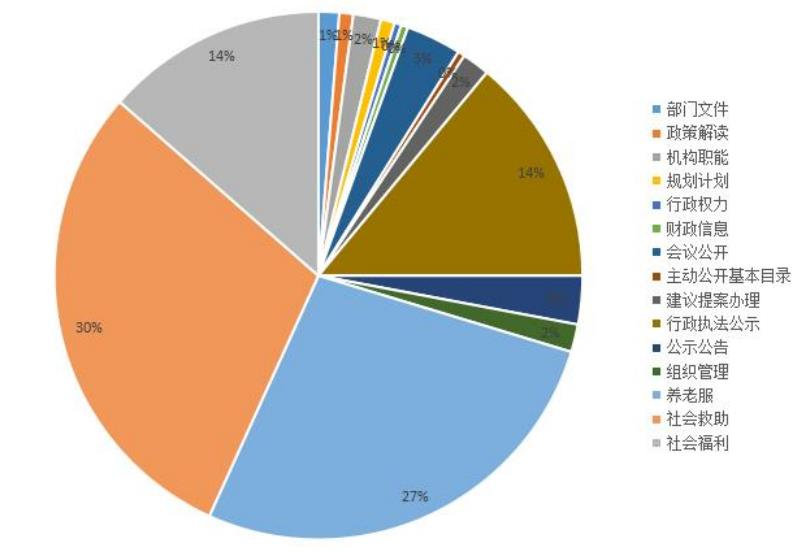 1%
1%
2%
1%
3%
2%
14%
2%
27%
30%
14%
部门文件
政策解读
机构职能
规划计划
行政权力
财政信息
会议公开
主动公开基本目录
建议提案办理
行政执法公示
公示公告
组织管理
养老服
社会救助
社会福利